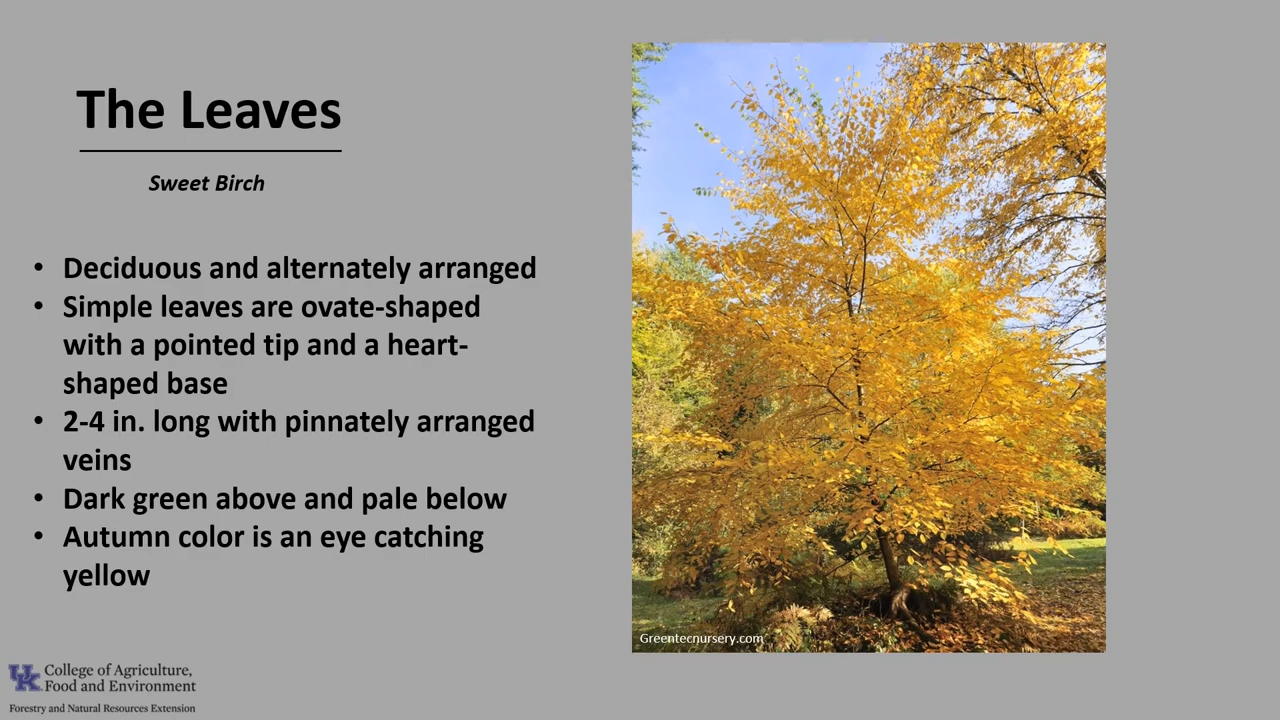 The Leaves
Sweet Birch
• Deciduous and alternately arranged
• Simple leaves are ovate-shaped
with a pointed tip and a heart-
shaped base
• 2-4 in. long with pinnately arranged
veins
• Dark green above and pale below
• Autumn color is an eye catching
yellow
Greentecnursery.com
UK College of Agriculture,
Food and Environment
Forestry and Natural Resources Extension